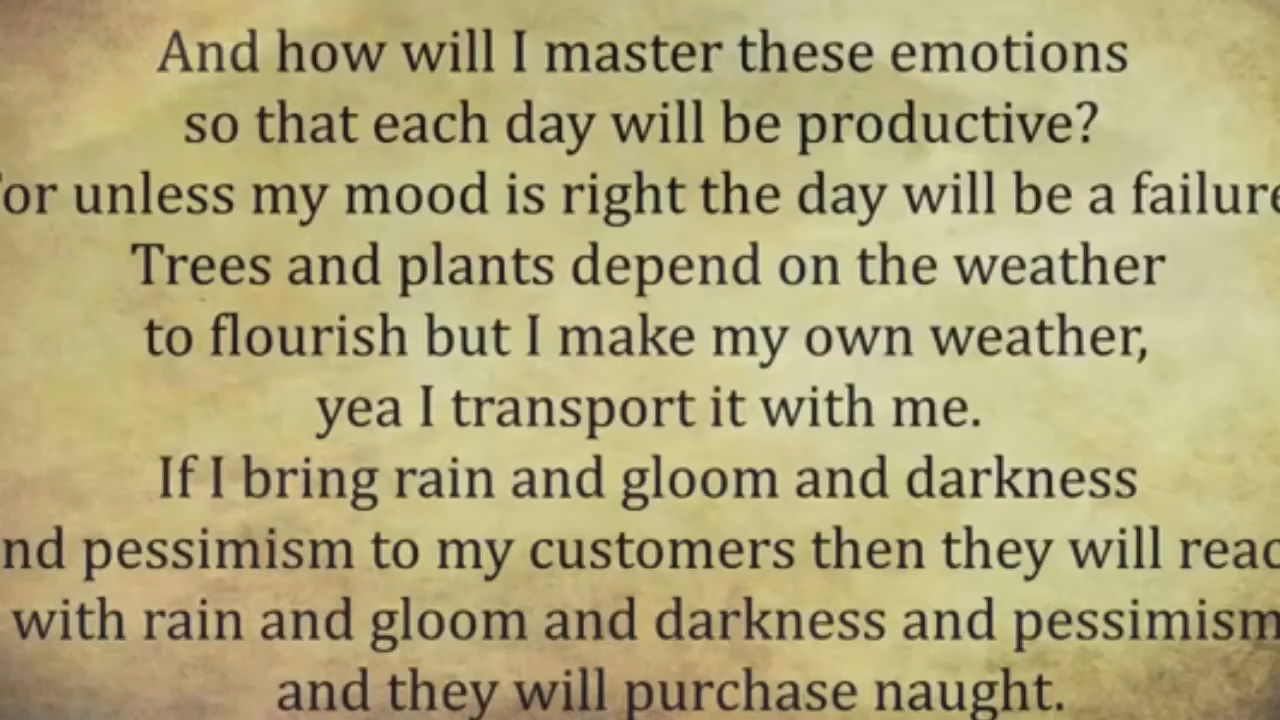 And how will I master these emotions
so that each day will be productive?
or unless my mood is right the day will be a failure
Trees and plants depend on the weather
to flourish but I make my own weather,
yea I transport it with me.
If I bring rain and gloom and darkness
nd pessimism to my customers then they will reac
with rain and gloom and darkness and pessimism
and they will purchase naught.